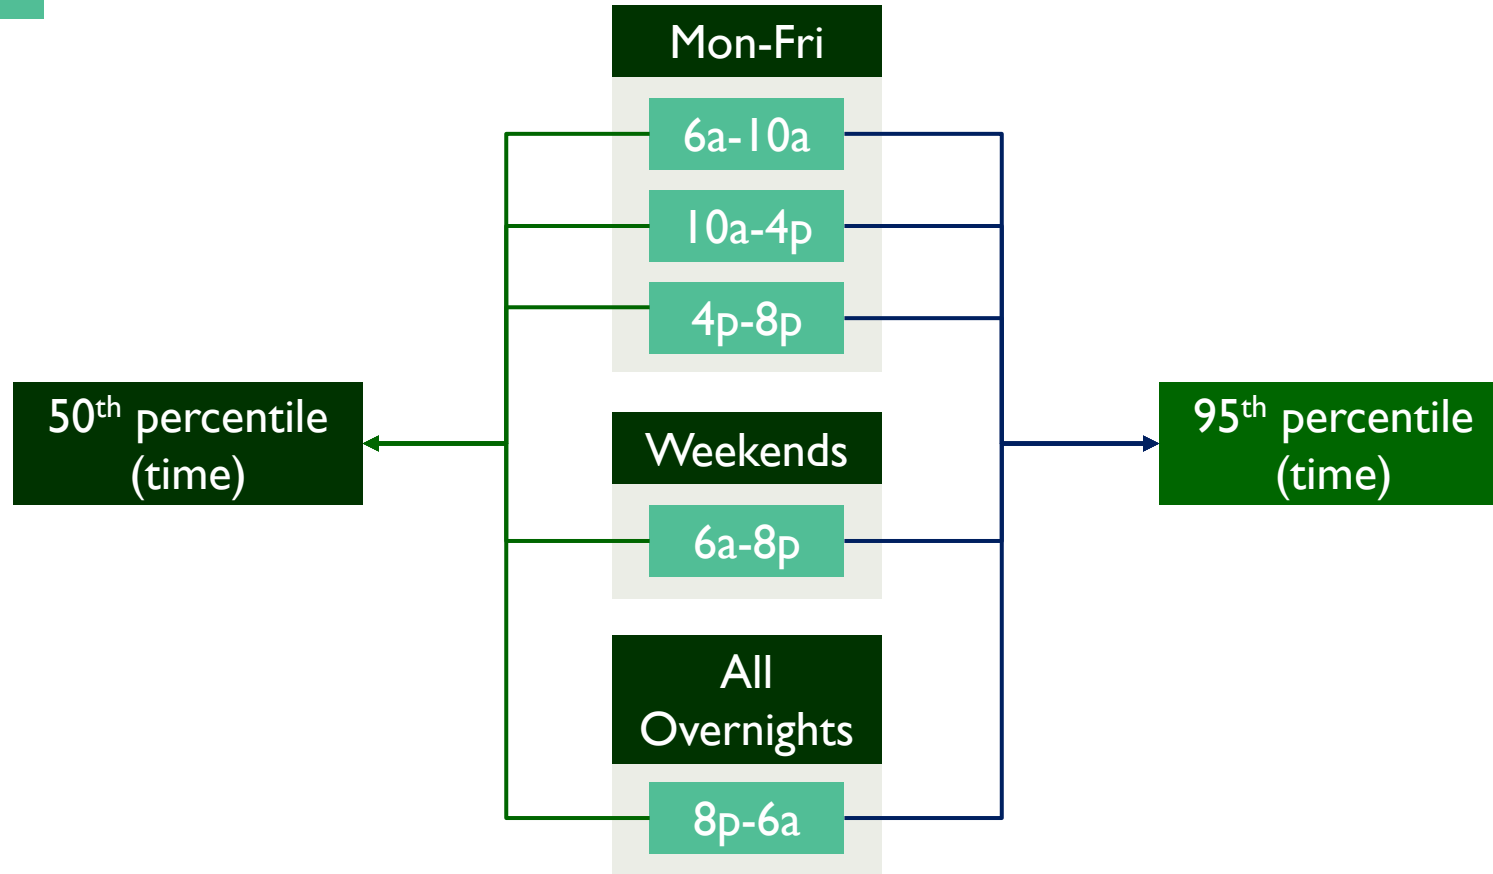 Mon-Fri
6a-10a
10a-4p
4p-8p
50th percentile
(time)
95th percentile
(time)
Weekends
6a-8p
All
Overnights
8p-6a